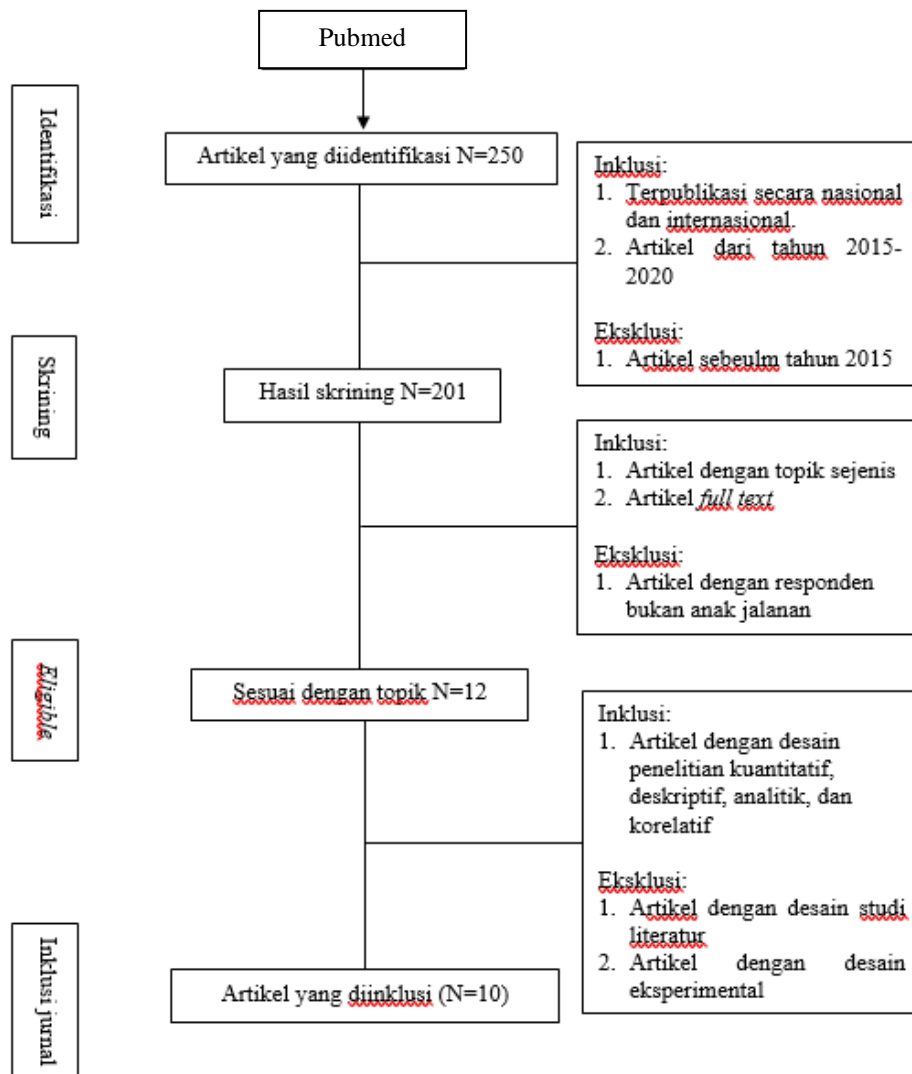 Pubmed
Identifikasi
Artikel yang diidentifikasi N=250
Inklusi:
1. Terpublikasi secara nasional
dan internasional.
2. Artikel dari tahun 2015-
2020
Eksklusi:
1. Artikel sebeulm tahun 2015
Skrining
Hasil skrining N=201
Inklusi:
1. Artikel dengan topik sejenis
2. Artikel full text
Eksklusi:
1. Artikel dengan responden
bukan anak jalanan
Eligible
Sesuai dengan topik N=12
Inklusi:
1. Artikel dengan desain
penelitian kuantitatif,
deskriptif, analitik, dan
korelatif
Eksklusi:
1. Artikel dengan desain studi
literatur
2. Artikel dengan desain
eksperimental
Inklusi jurnal
Artikel yang diinklusi (N=10)